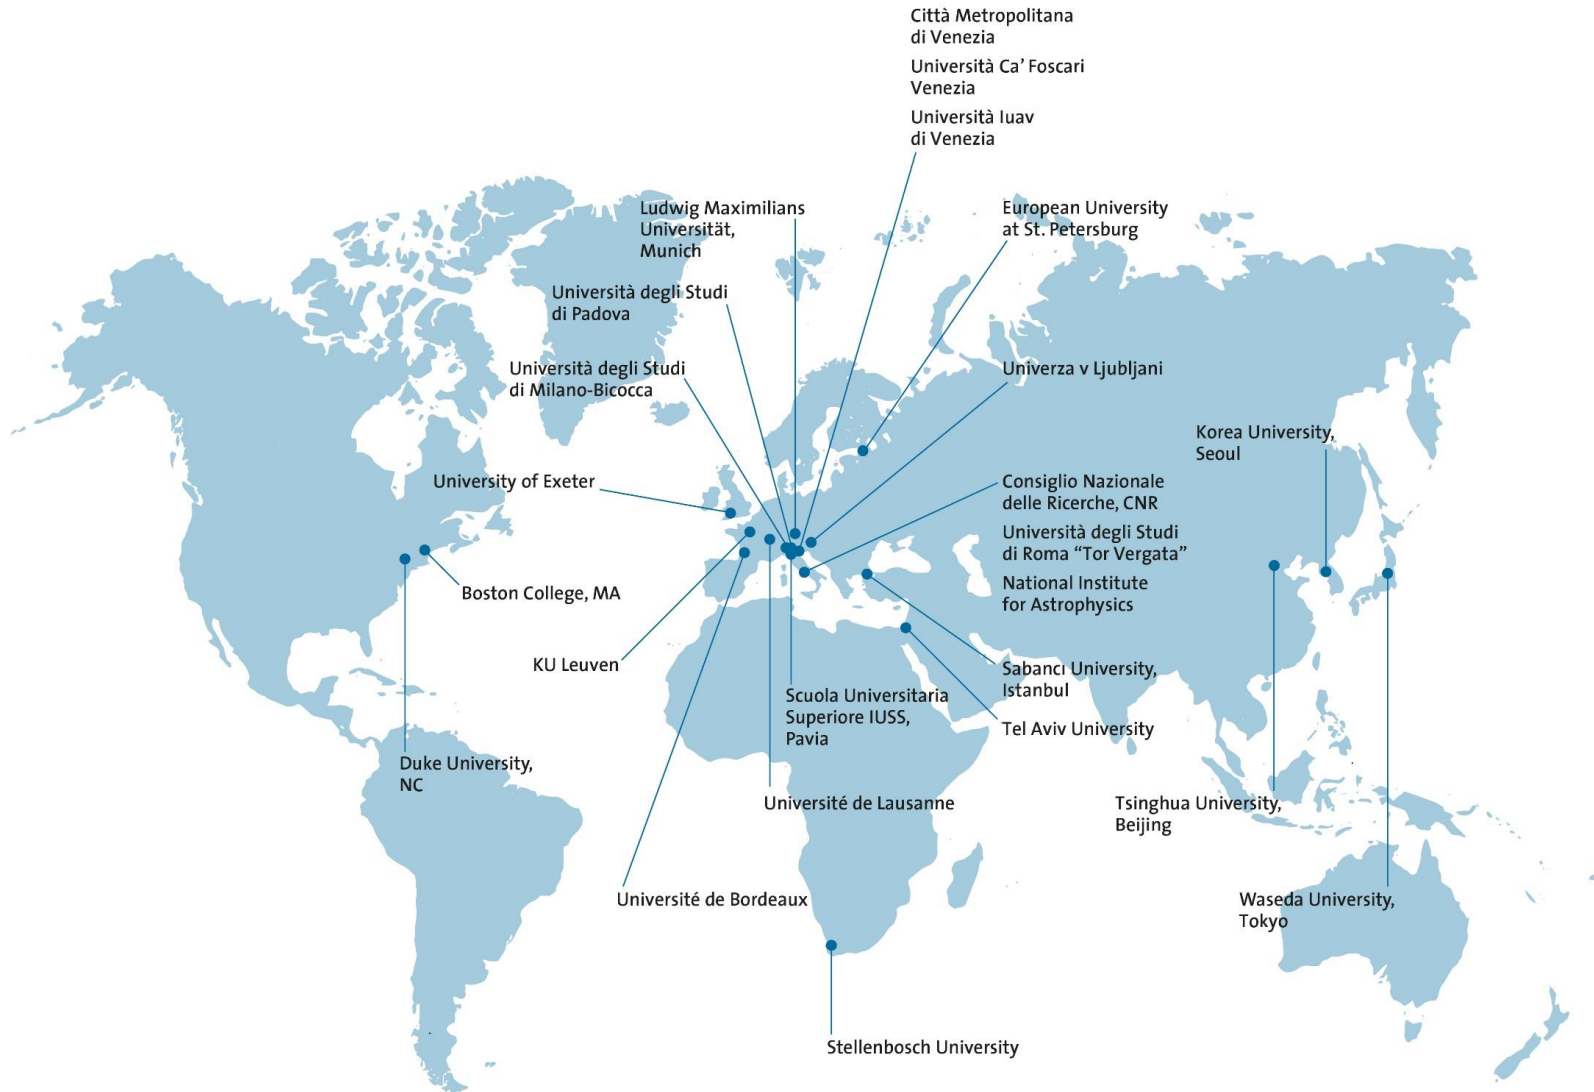 Città Metropolitana
di Venezia
Università Ca' Foscari
Venezia
Università Iuav
di Venezia
Ludwig Maximilians
Universität,
Munich
European University
at St. Petersburg
Università degli Studi
di Padova
Università degli Studi
di Milano-Bicocca
Univerza v Ljubljani
Korea University,
Seoul
University of Exeter
Consiglio Nazionale
delle Ricerche, CNR
Università degli Studi
di Roma “Tor Vergata”
National Institute
for Astrophysics
Boston College, MA
KU Leuven
Sabancı University,
Istanbul
Scuola Universitaria
Superiore IUSS,
Pavia
Tel Aviv University
Duke University,
NC
Université de Lausanne
Tsinghua University,
Beijing
Université de Bordeaux
Waseda University,
Tokyo
Stellenbosch University